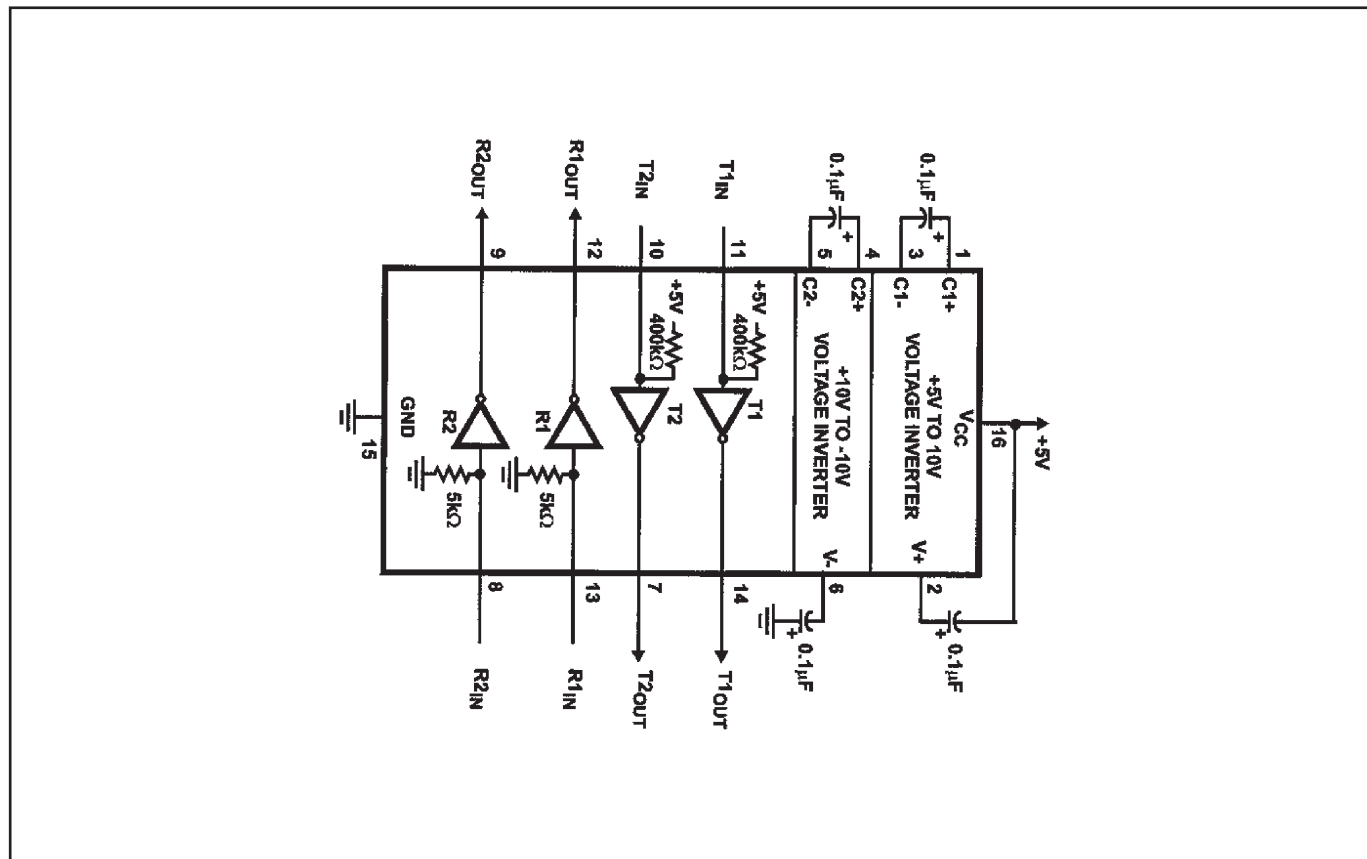 +5V
16
VCC
1
C1+
0.1µF
+
3
C1-
+5V TO 10V
VOLTAGE INVERTER
V+
2
+
0.1µF
4
C2+
0.1µF
+
5
C2-
+10V TO -10V
VOLTAGE INVERTER
V-
6
+
0.1µF
T1IN
11
+5V
400kΩ
T1
14
T1OUT
T2IN
10
+5V
400kΩ
T2
7
T2OUT
R1OUT
12
R1
5kΩ
13
R1IN
R2OUT
9
R2
5kΩ
8
R2IN
GND
15